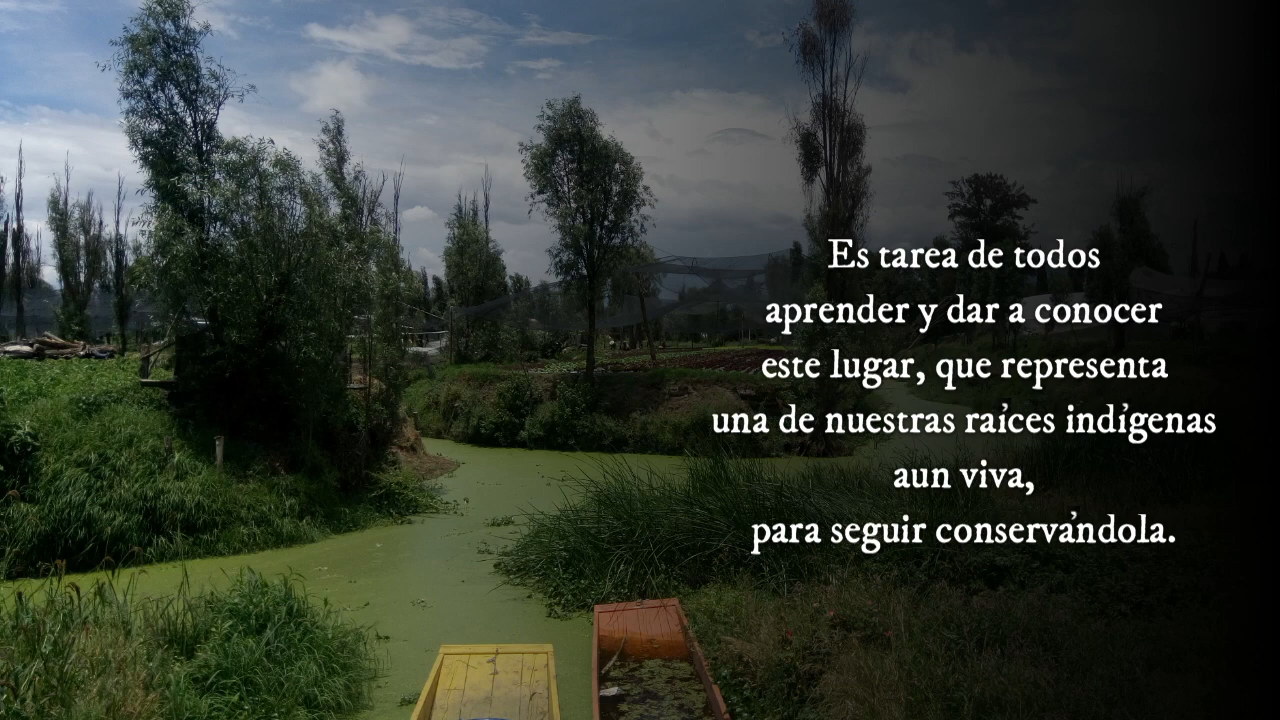 Es tarea de todos
aprender y dar a conocer
este lugar, que representa
una de nuestras raíces indígenas
aun viva,
para seguir conservándola.